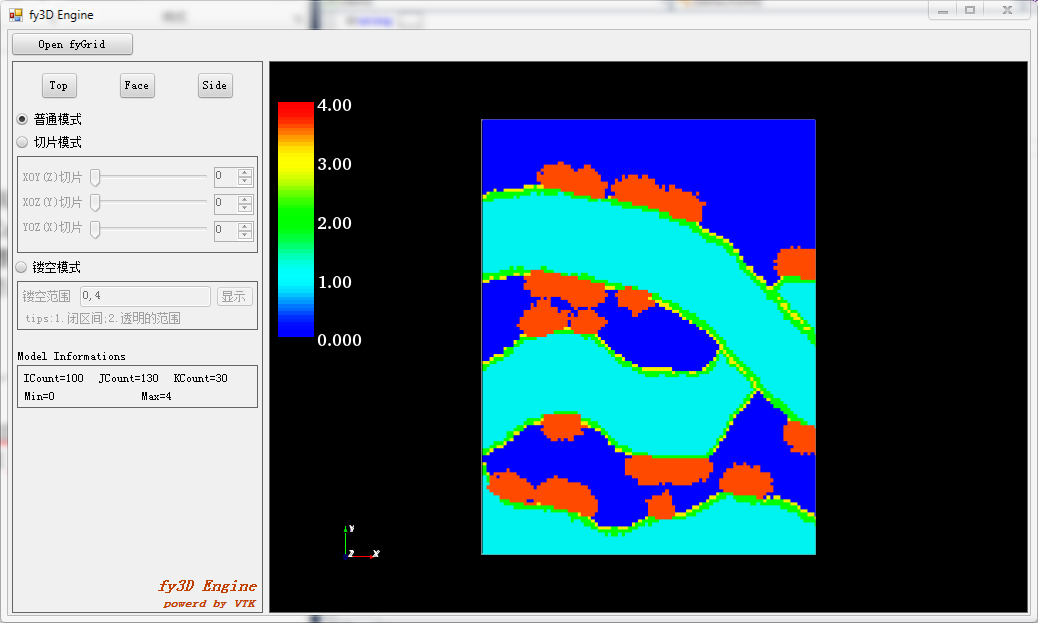 fy3D Engine
Open fyGrid
Top Face Side
普通模式
切片模式
XOY(Z)切片 0
XOZ(Y)切片 0
YOZ(X)切片 0
镂空模式
镂空范围 0,4 显示
tips:1.闭区间;2.透明的范围
Model Informations
ICount=100 JCount=130 KCount=30
Min=0 Max=4
fy3D Engine
powerd by VTK
4.00
3.00
2.00
1.00
0.000
Y
Z X